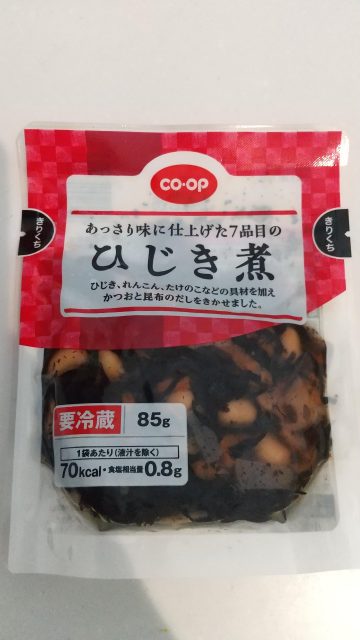 CO·OP
あっさり味に仕上げた7品目の
ひじき煮
ひじき、れんこん、たけのこなどの具材を加え
かつおと昆布のだしをきかせました。
きりくち
きりくち
要冷蔵
85g
1袋あたり(液汁を除く)
70kcal・食塩相当量0.8g